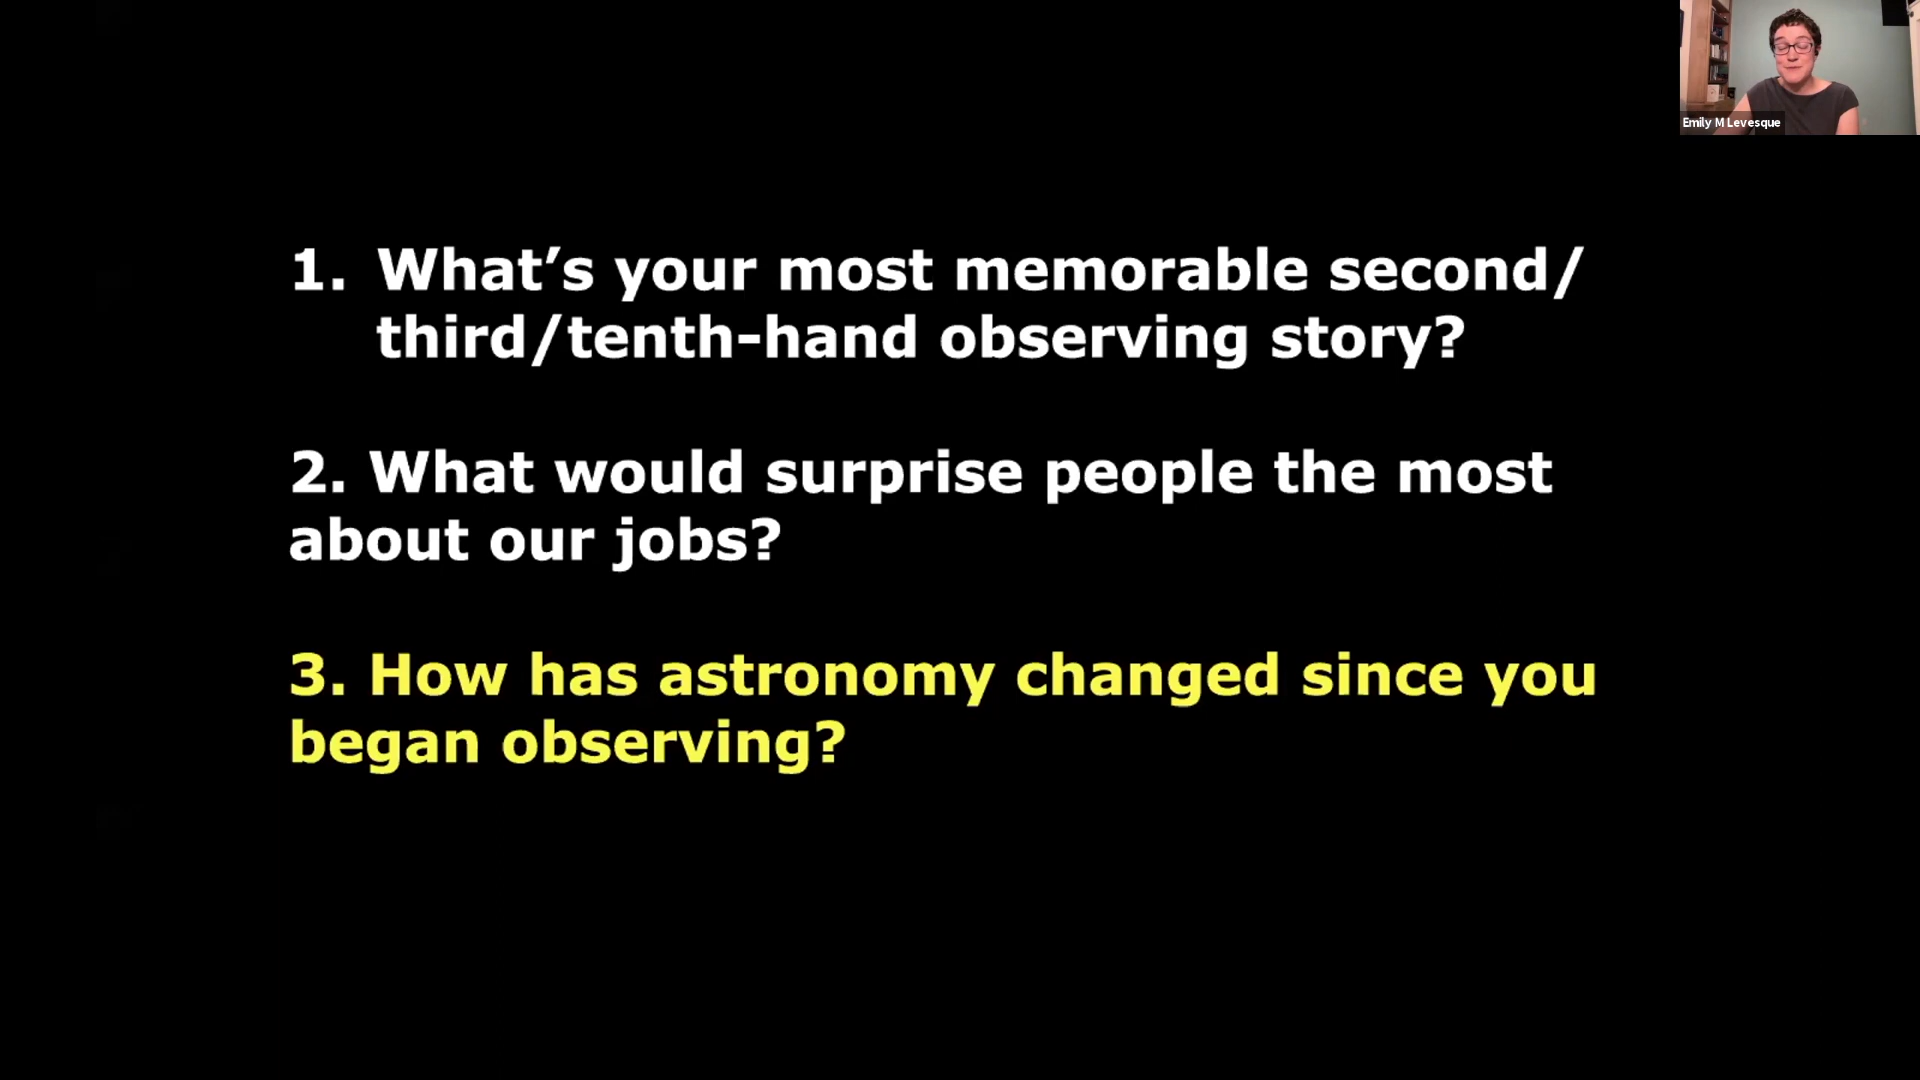 Emily M Levesque
1. What’s your most memorable second/
third/tenth-hand observing story?
2. What would surprise people the most
about our jobs?
3. How has astronomy changed since you
began observing?